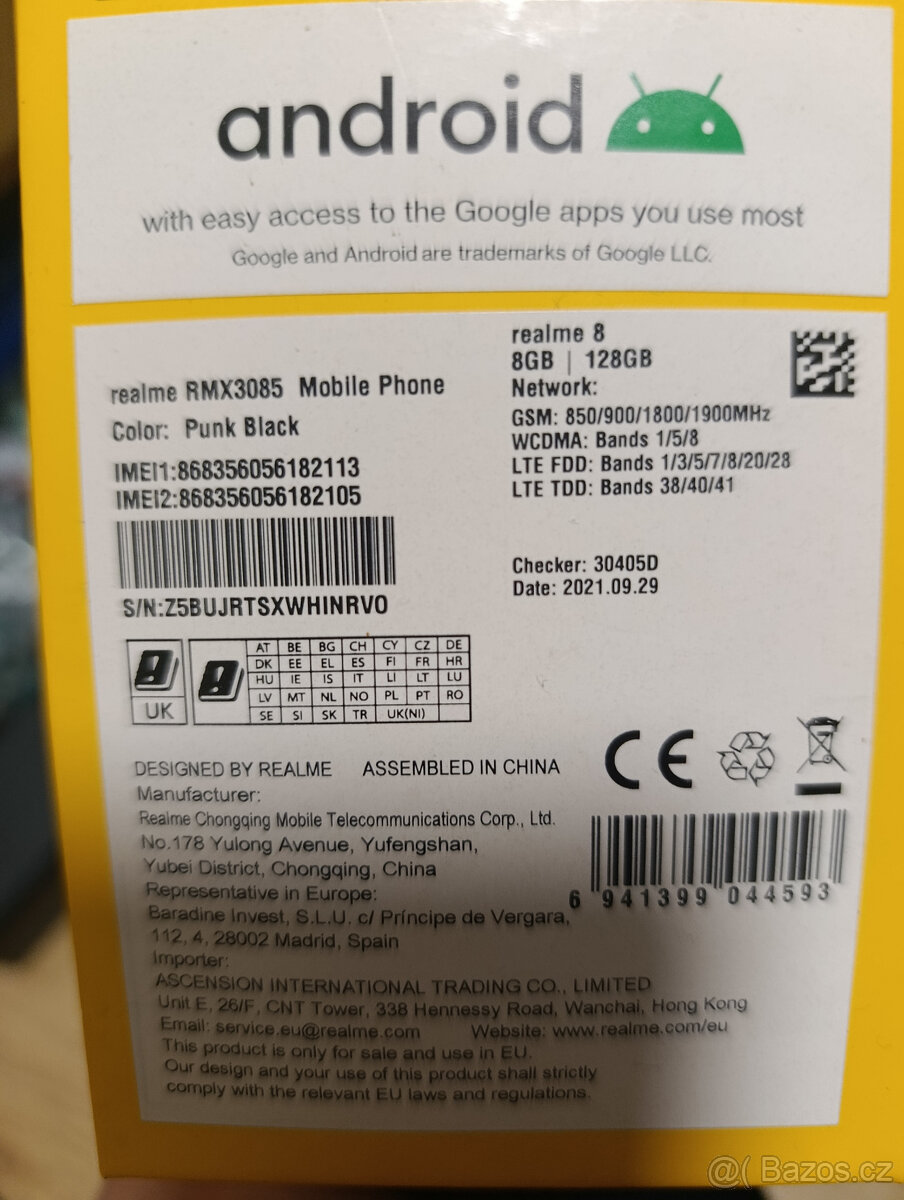 android
with easy access to the Google apps you use most
Google and Android are trademarks of Google LLC.
realme RMX3085 Mobile Phone
Color: Punk Black
IMEI1:868356056182113
IMEI2:868356056182105
S/N:Z5BUJRTSXWHINRVO
realme 8
8GB | 128GB
Network:
GSM: 850/900/1800/1900MHz
WCDMA: Bands 1/5/8
LTE FDD: Bands 1/3/5/7/8/20/28
LTE TDD: Bands 38/40/41
Checker: 30405D
Date: 2021.09.29
UK
AT BE BG CH CY CZ DE
DK EE EL ES FI FR HR
HU IE IS IT LI LT LU
LV MT NL NO PL PT RO
SE SI SK TR UK(NI)
DESIGNED BY REALME ASSEMBLED IN CHINA
CE
Manufacturer:
Realme Chongqing Mobile Telecommunications Corp., Ltd.
No.178 Yulong Avenue, Yufengshan,
Yubei District, Chongqing, China
Representative in Europe:
Baradine Invest, S.L.U. c/ Príncipe de Vergara,
112, 4, 28002 Madrid, Spain
6 941399 044593
Importer:
ASCENSION INTERNATIONAL TRADING CO., LIMITED
Unit E, 26/F, CNT Tower, 338 Hennessy Road, Wanchai, Hong Kong
Email: service.eu@realme.com Website: www.realme.com/eu
This product is only for sale and use in EU.
Our design and your use of this product shall strictly
comply with the relevant EU laws and regulations.
@( Bazos.cz